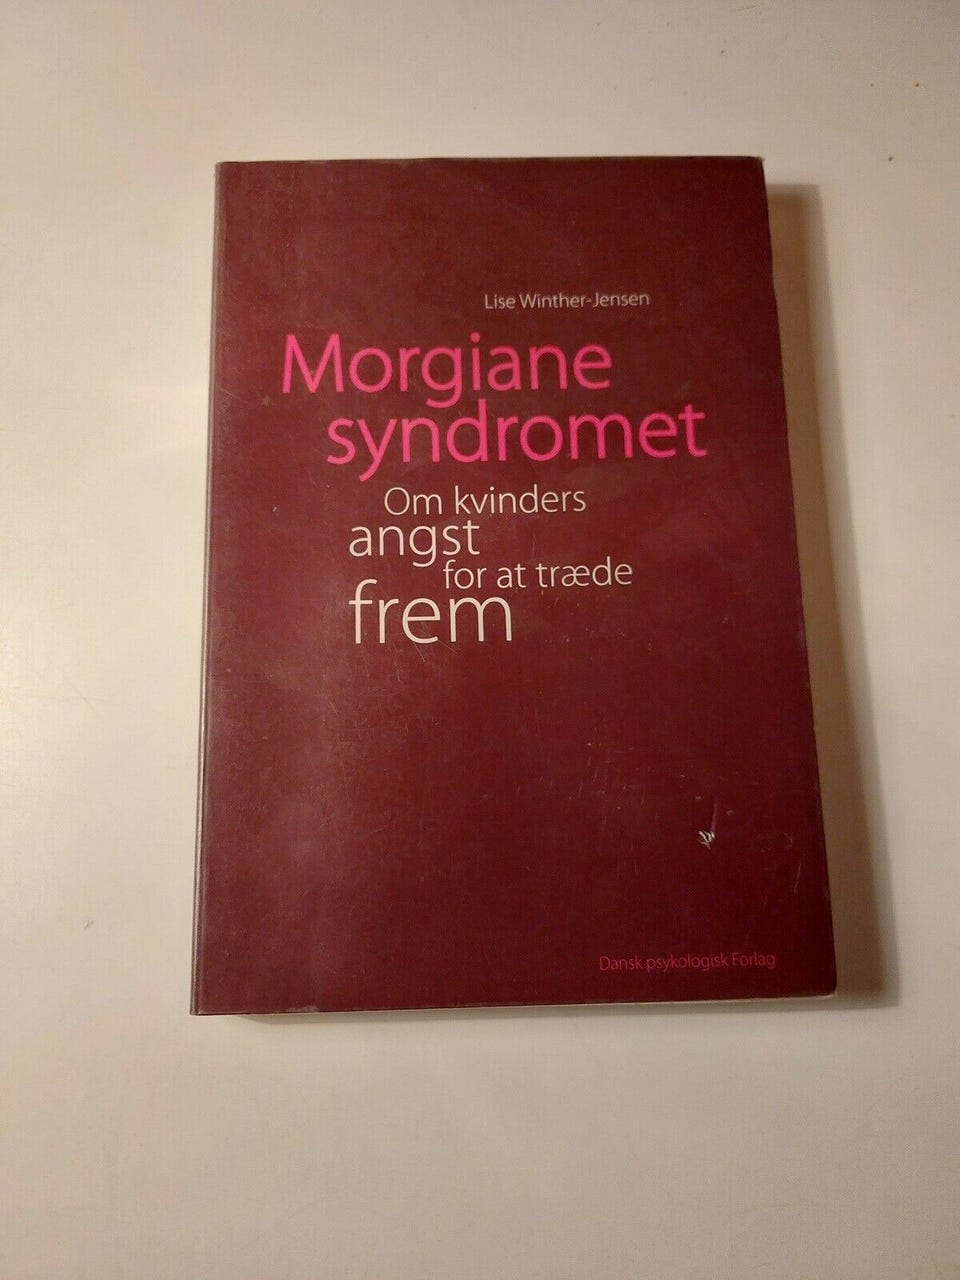 Lise Winther-Jensen
Morgiane
syndromet
Om kvinders
angst
for at træde
frem
Dansk psykologisk Forlag